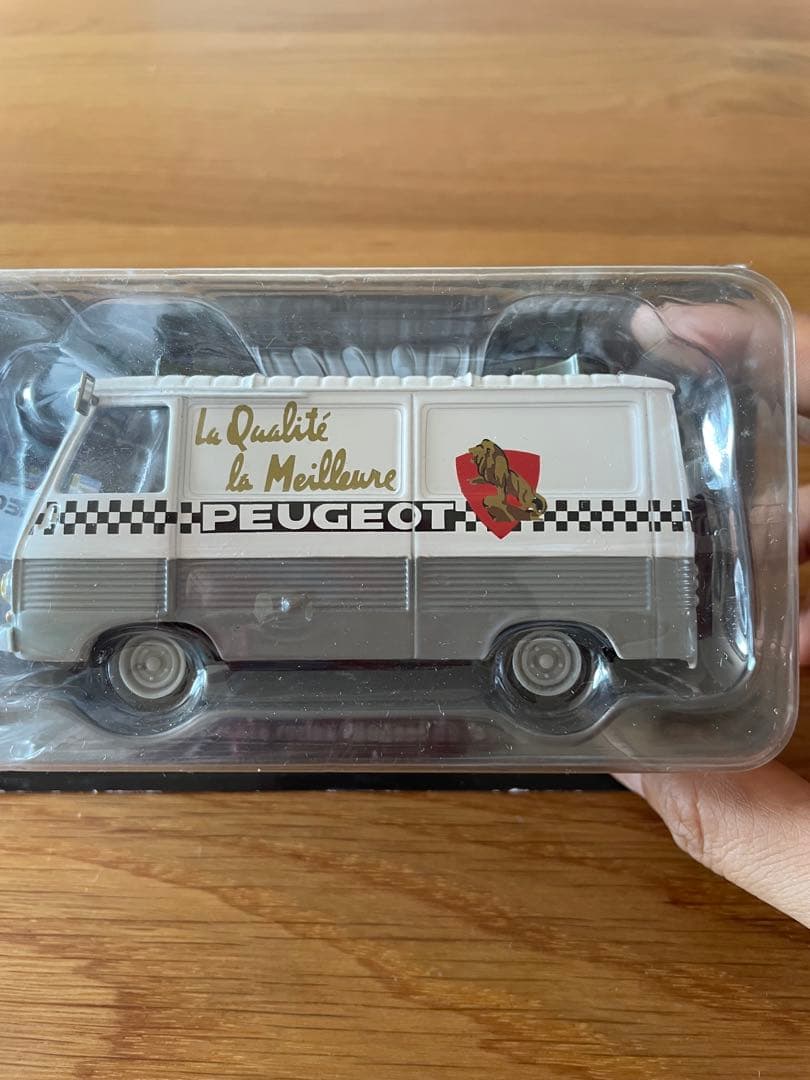 La Qualité
la Meilleure
PEUGEOT